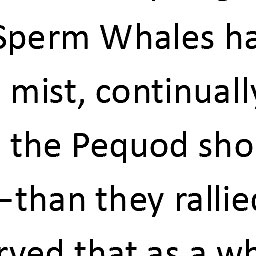 Sperm Whales ha
mist, continually
the Pequod sho
–than they rallied
rved that as a wh